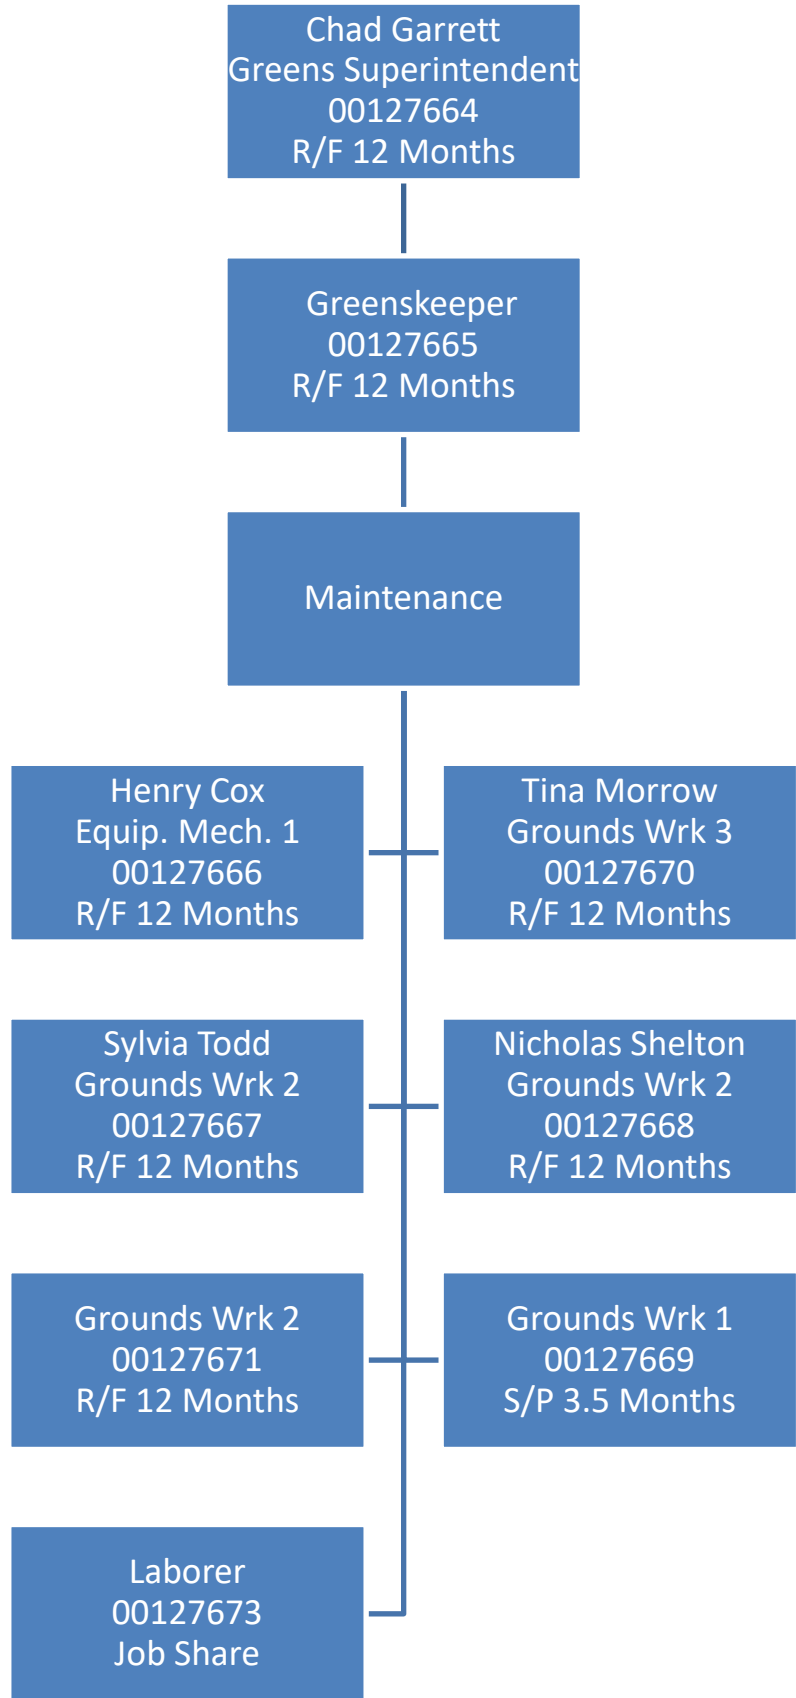 Chad Garrett
Greens Superintendent
00127664
R/F 12 Months
Greenskeeper
00127665
R/F 12 Months
Maintenance
Henry Cox
Equip. Mech. 1
00127666
R/F 12 Months
Tina Morrow
Grounds Wrk 3
00127670
R/F 12 Months
Sylvia Todd
Grounds Wrk 2
00127667
R/F 12 Months
Nicholas Shelton
Grounds Wrk 2
00127668
R/F 12 Months
Grounds Wrk 2
00127671
R/F 12 Months
Grounds Wrk 1
00127669
S/P 3.5 Months
Laborer
00127673
Job Share